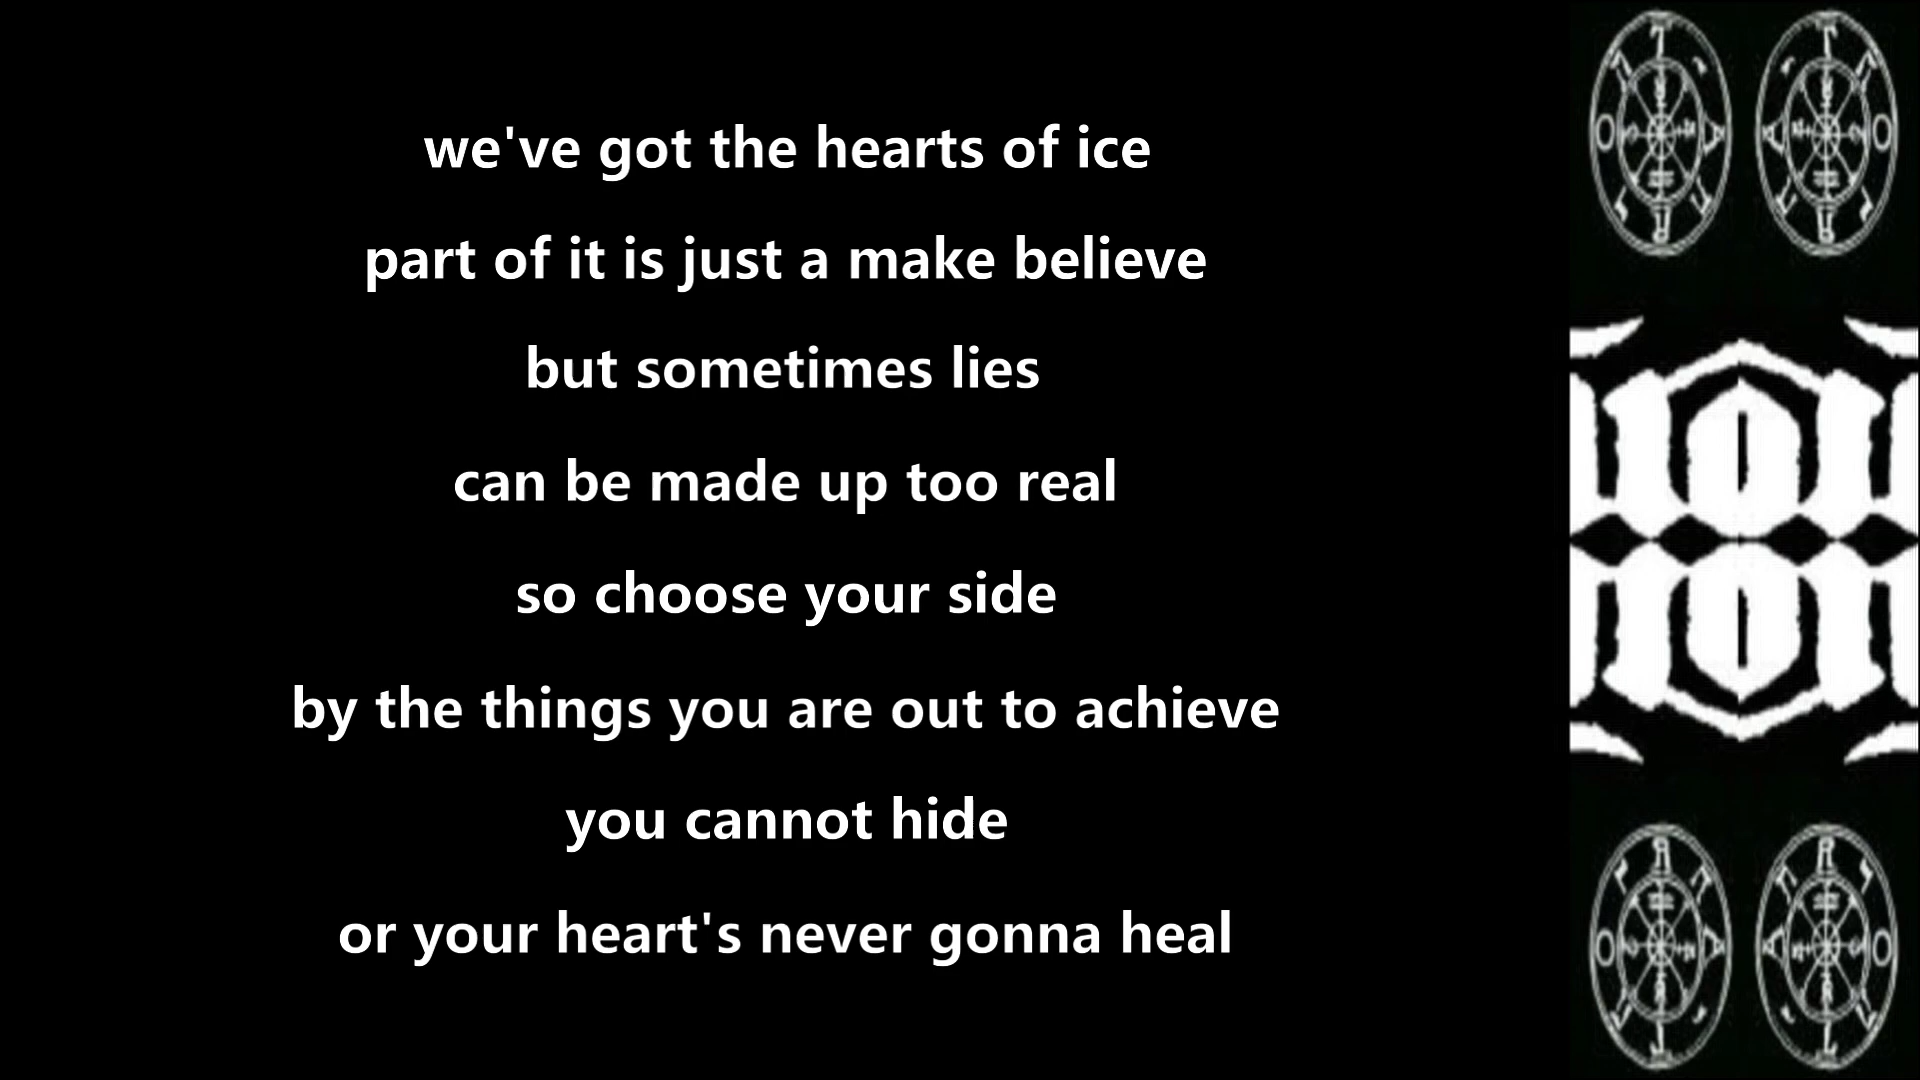 we've got the hearts of ice
part of it is just a make believe
but sometimes lies
can be made up too real
so choose your side
by the things you are out to achieve
you cannot hide
or your heart's never gonna heal